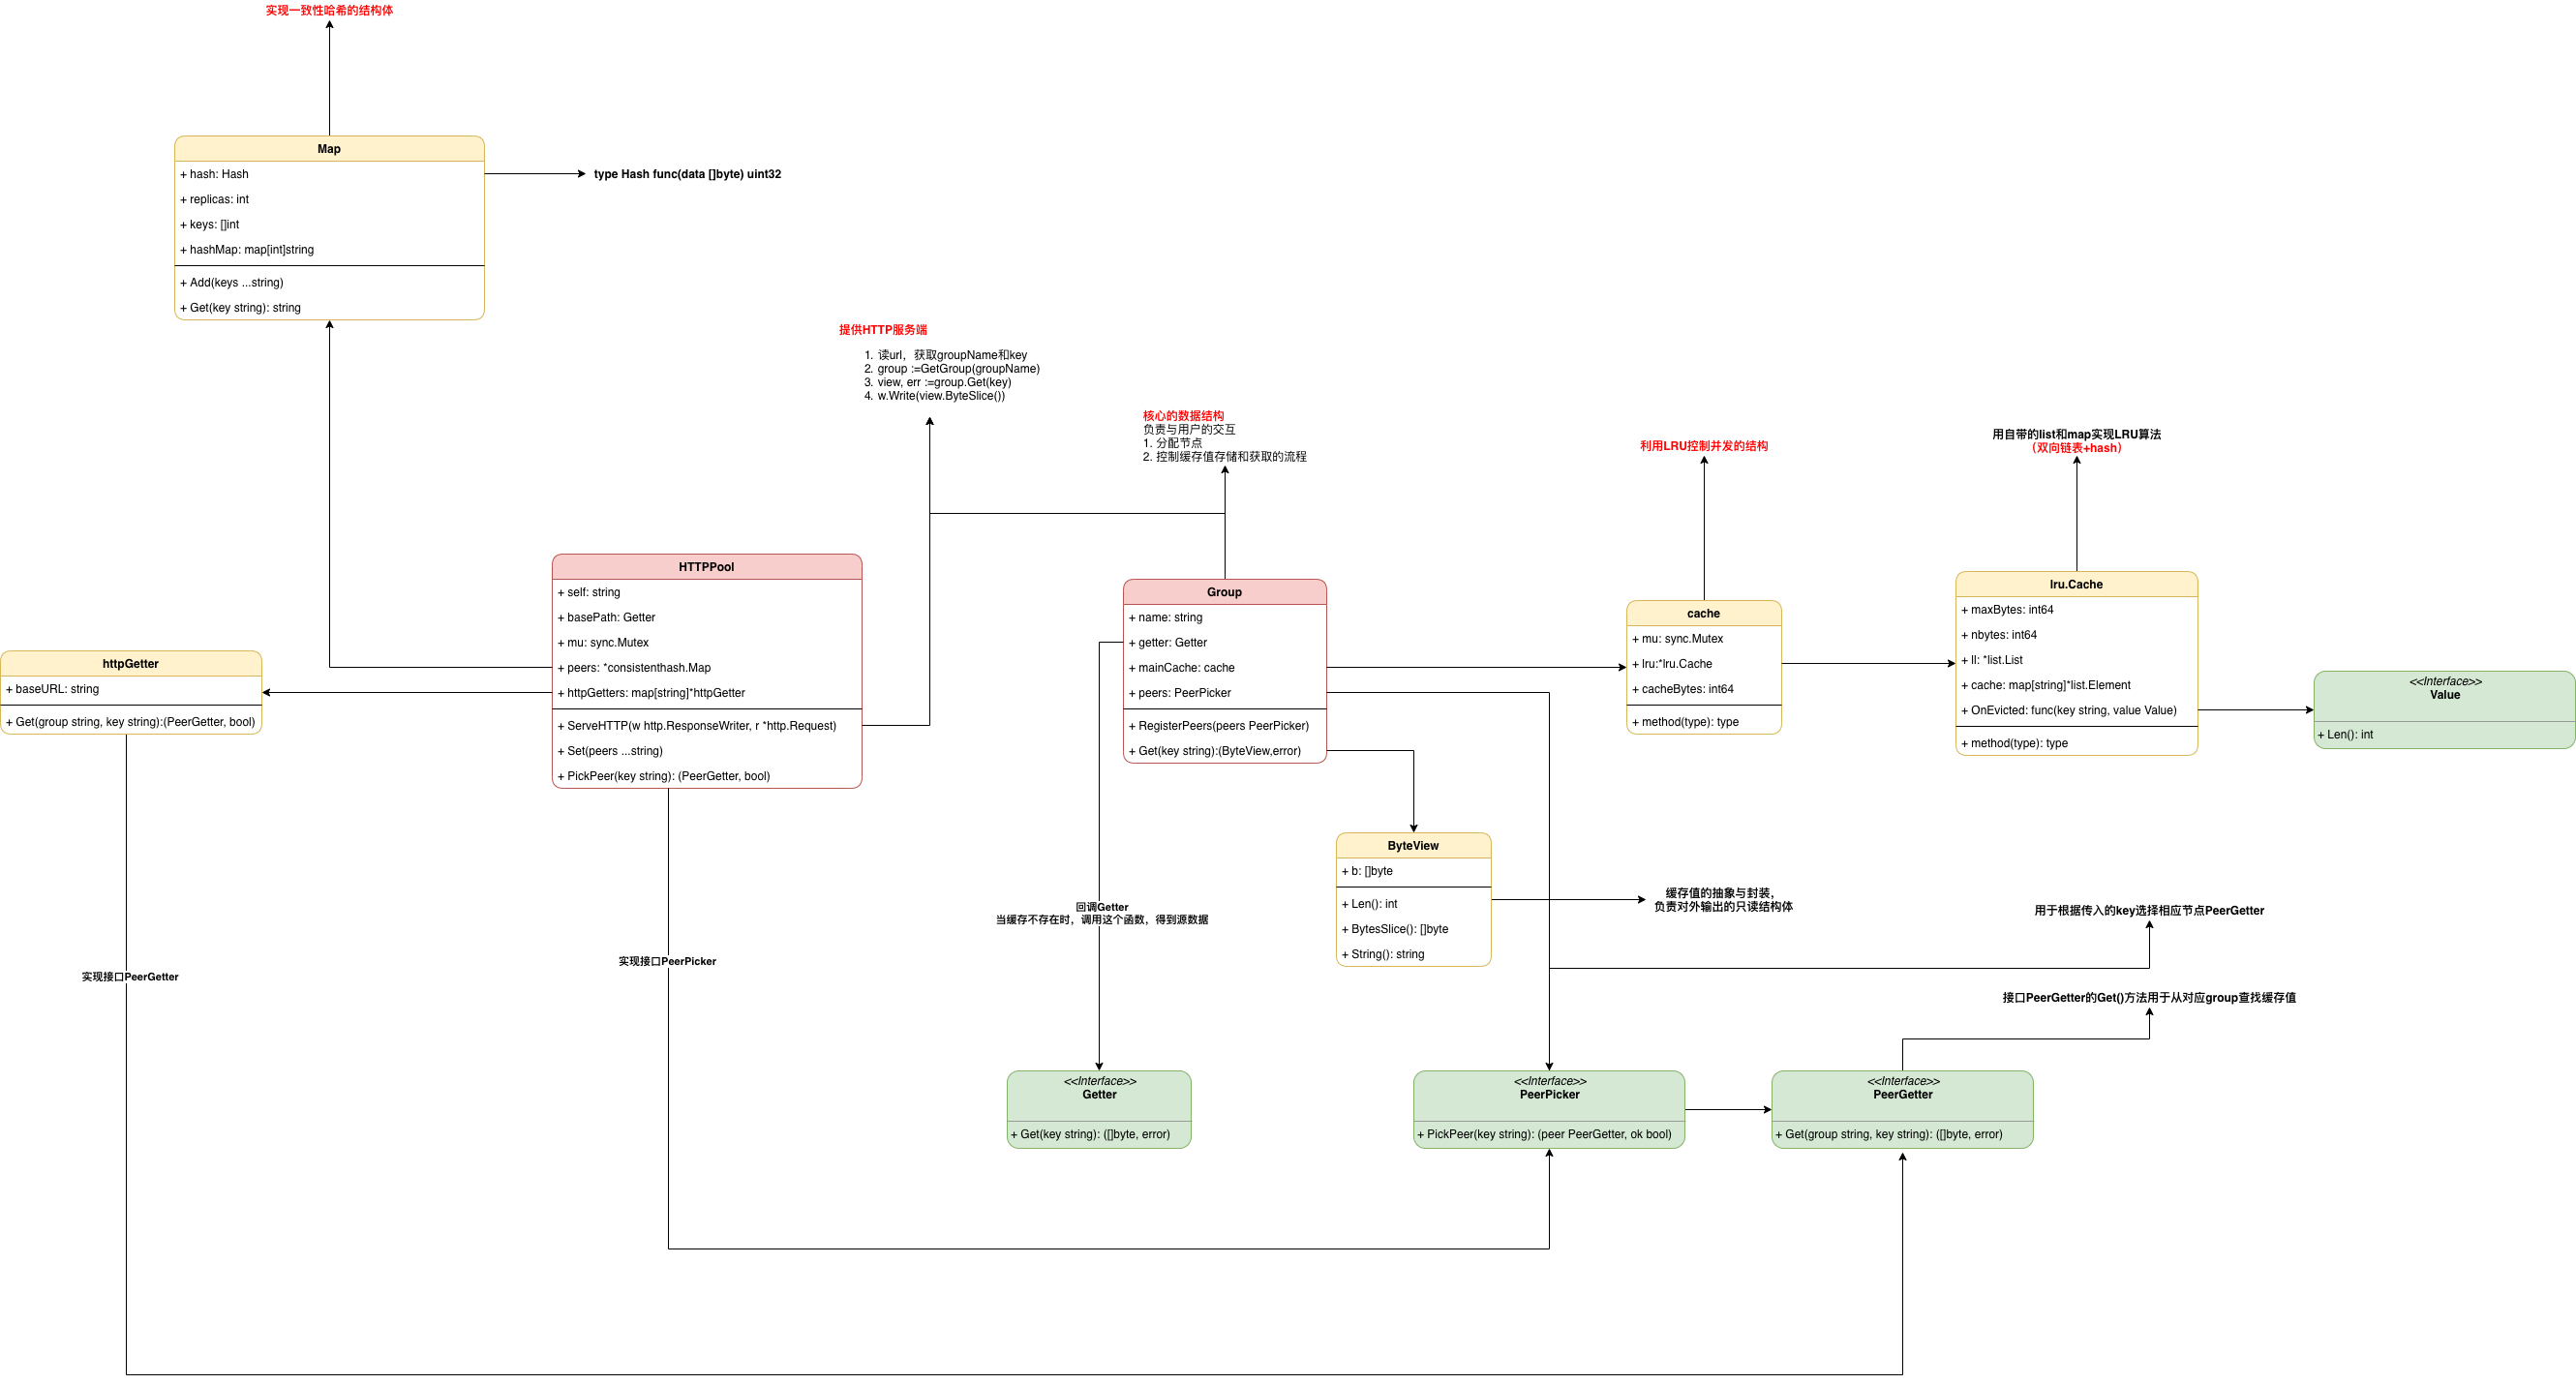 实现一致性哈希的结构体
Map
+ hash: Hash
+ replicas: int
+ keys: []int
+ hashMap: map[int]string
+ Add(keys ...string)
+ Get(key string): string
type Hash func(data []byte) uint32
提供HTTP服务端
1. 读url，获取groupName和key
2. group :=GetGroup(groupName)
3. view, err :=group.Get(key)
4. w.Write(view.ByteSlice())
核心的数据结构
负责与用户的交互
1. 分配节点
2. 控制缓存值存储和获取的流程
利用LRU控制并发的结构
用自带的list和map实现LRU算法
（双向链表+hash）
httpGetter
+ baseURL: string
+ Get(group string, key string):(PeerGetter, bool)
HTTPPool
+ self: string
+ basePath: Getter
+ mu: sync.Mutex
+ peers: *consistenthash.Map
+ httpGetters: map[string]*httpGetter
+ ServeHTTP(w http.ResponseWriter, r *http.Request)
+ Set(peers ...string)
+ PickPeer(key string): (PeerGetter, bool)
Group
+ name: string
+ getter: Getter
+ mainCache: cache
+ peers: PeerPicker
+ RegisterPeers(peers PeerPicker)
+ Get(key string):(ByteView,error)
cache
+ mu: sync.Mutex
+ lru:*lru.Cache
+ cacheBytes: int64
+ method(type): type
lru.Cache
+ maxBytes: int64
+ nbytes: int64
+ ll: *list.List
+ cache: map[string]*list.Element
+ OnEvicted: func(key string, value Value)
+ method(type): type
<<Interface>>
Value
+ Len(): int
ByteView
+ b: []byte
+ Len(): int
+ BytesSlice(): []byte
+ String(): string
缓存值的抽象与封装，
负责对外输出的只读结构体
回调Getter
当缓存不存在时，调用这个函数，得到源数据
用于根据传入的key选择相应节点PeerGetter
实现接口PeerPicker
实现接口PeerGetter
接口PeerGetter的Get()方法用于从对应group查找缓存值
<<Interface>>
Getter
+ Get(key string): ([]byte, error)
<<Interface>>
PeerPicker
+ PickPeer(key string): (peer PeerGetter, ok bool)
<<Interface>>
PeerGetter
+ Get(group string, key string): ([]byte, error)